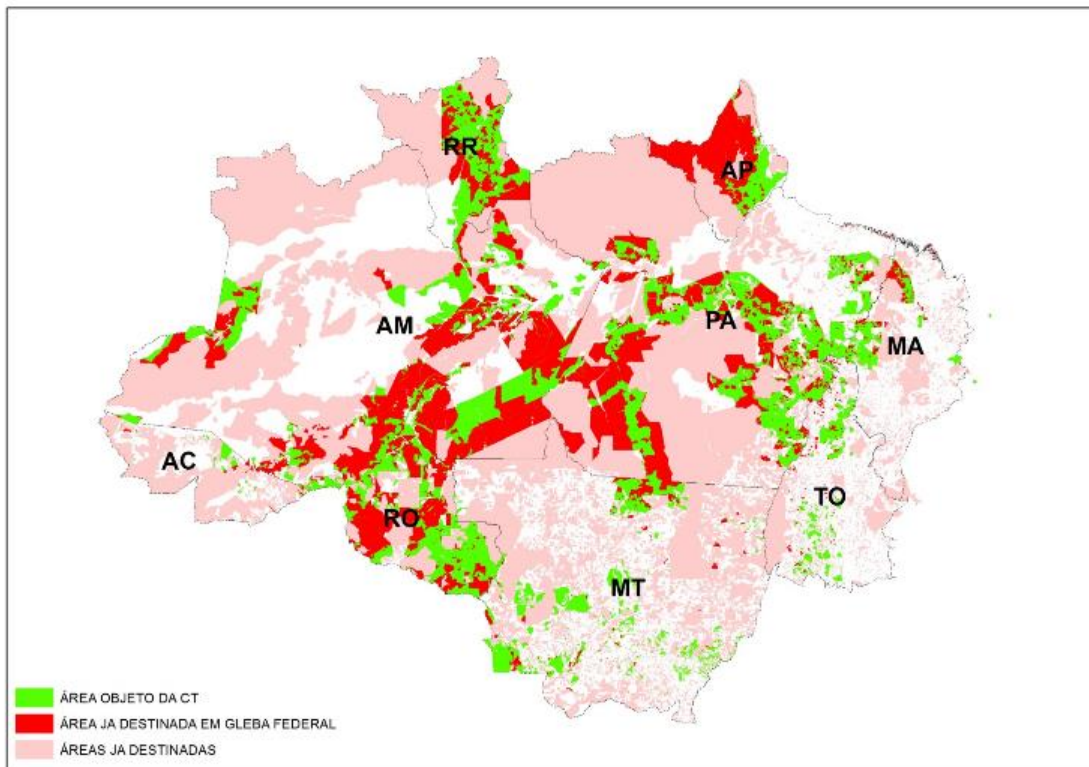 RR
AP
AM
PA
MA
AC
TO
RO
MT
ÁREA OBJETO DA CT
ÁREA JA DESTINADA EM GLEBA FEDERAL
ÁREAS JA DESTINADAS